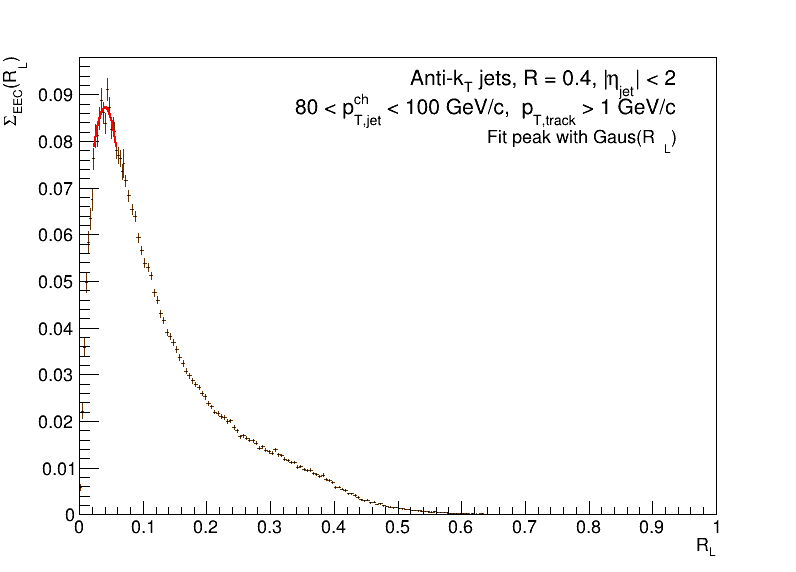 Σ_EEC(R_L)
Anti-k_T jets, R = 0.4, |η_jet| < 2
80 < p^ch_T,jet < 100 GeV/c, p_T,track > 1 GeV/c
Fit peak with Gaus(R_L)
0.09
0.08
0.07
0.06
0.05
0.04
0.03
0.02
0.01
0
0 0.1 0.2 0.3 0.4 0.5 0.6 0.7 0.8 0.9 1
R_L